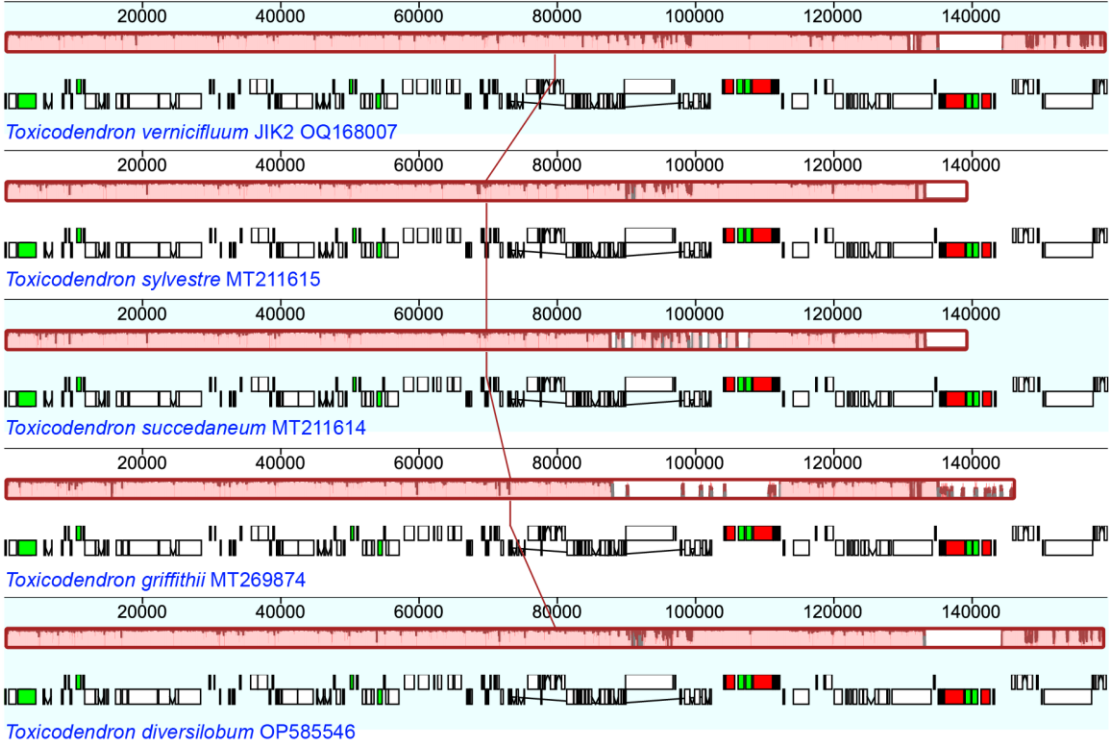 20000 40000 60000 80000 100000 120000 140000
Toxicodendron vernicifluum JIK2 OQ168007
20000 40000 60000 80000 100000 120000 140000
Toxicodendron sylvestre MT211615
20000 40000 60000 80000 100000 120000 140000
Toxicodendron succedaneum MT211614
20000 40000 60000 80000 100000 120000 140000
Toxicodendron griffithii MT269874
20000 40000 60000 80000 100000 120000 140000
Toxicodendron diversilobum OP585546